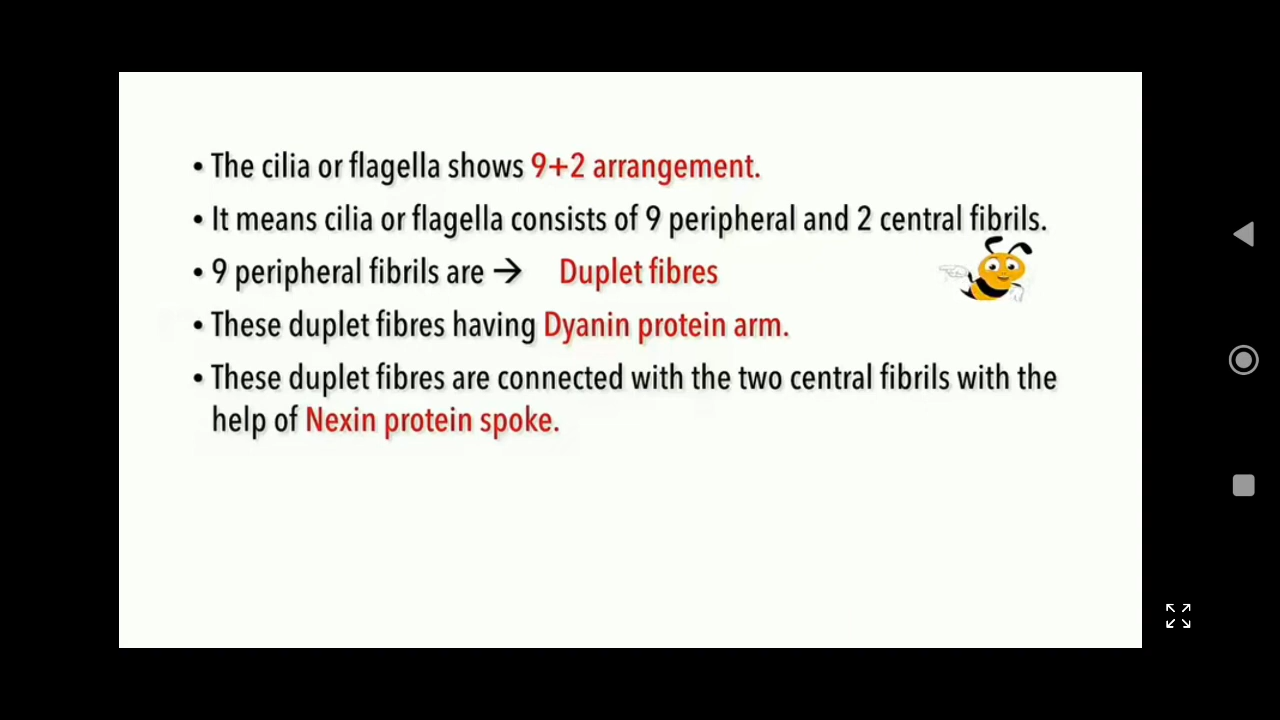 • The cilia or flagella shows 9+2 arrangement.
• It means cilia or flagella consists of 9 peripheral and 2 central fibrils.
• 9 peripheral fibrils are → Duplet fibres
• These duplet fibres having Dyanin protein arm.
• These duplet fibres are connected with the two central fibrils with the
help of Nexin protein spoke.